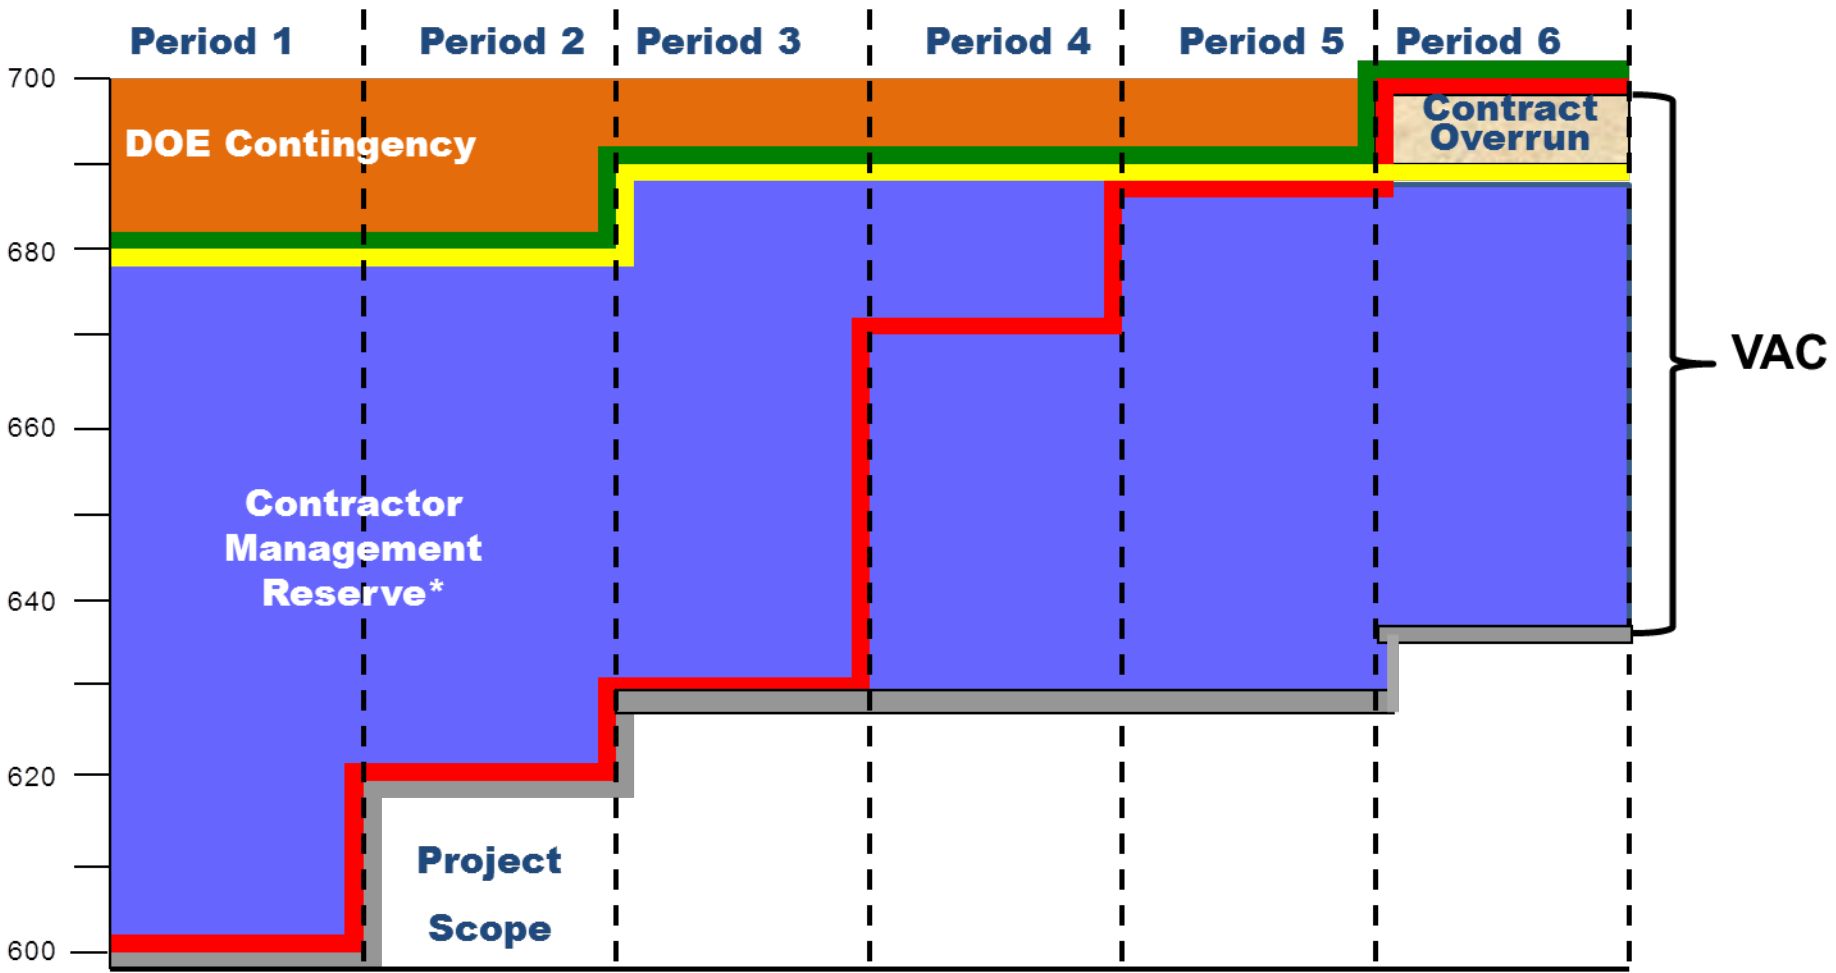 Period 1
Period 2
Period 3
Period 4
Period 5
Period 6
700
Contract
Overrun
DOE Contingency
680
VAC
660
Contractor
Management
Reserve*
640
620
Project
Scope
600